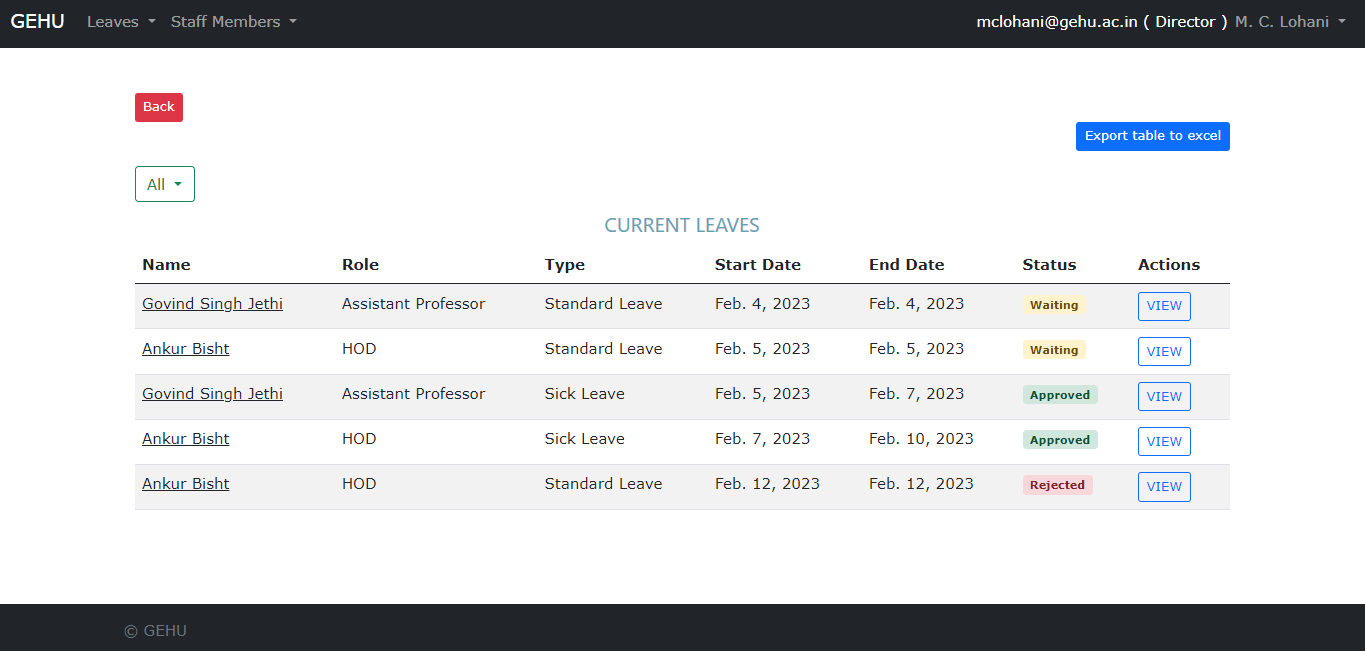 GEHU Leaves Staff Members mclohani@gehu.ac.in ( Director ) M. C. Lohani
Back
Export table to excel
All
CURRENT LEAVES
Name Role Type Start Date End Date Status Actions
Govind Singh Jethi Assistant Professor Standard Leave Feb. 4, 2023 Feb. 4, 2023 Waiting VIEW
Ankur Bisht HOD Standard Leave Feb. 5, 2023 Feb. 5, 2023 Waiting VIEW
Govind Singh Jethi Assistant Professor Sick Leave Feb. 5, 2023 Feb. 7, 2023 Approved VIEW
Ankur Bisht HOD Sick Leave Feb. 7, 2023 Feb. 10, 2023 Approved VIEW
Ankur Bisht HOD Standard Leave Feb. 12, 2023 Feb. 12, 2023 Rejected VIEW
© GEHU